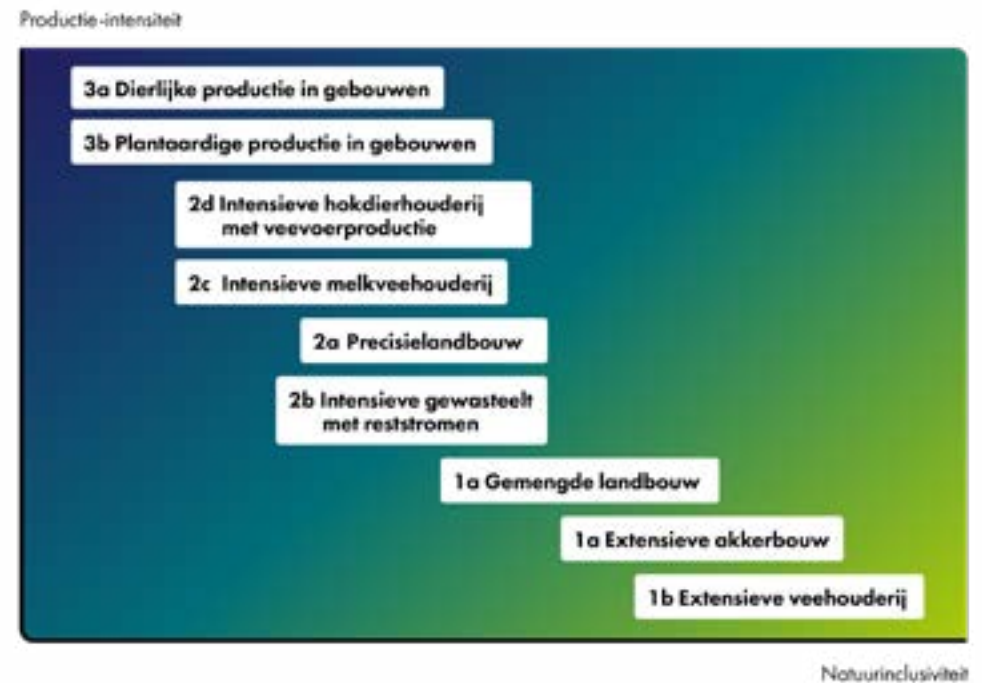 Productie-intensiteit
3a Dierlijke productie in gebouwen
3b Plantaardige productie in gebouwen
2d Intensieve hokdierhouderij
met veevoerproductie
2c Intensieve melkveehouderij
2a Precisielandbouw
2b Intensieve gewasteelt
met reststromen
1a Gemengde landbouw
1a Extensieve akkerbouw
1b Extensieve veehouderij
Natuurinclusiviteit